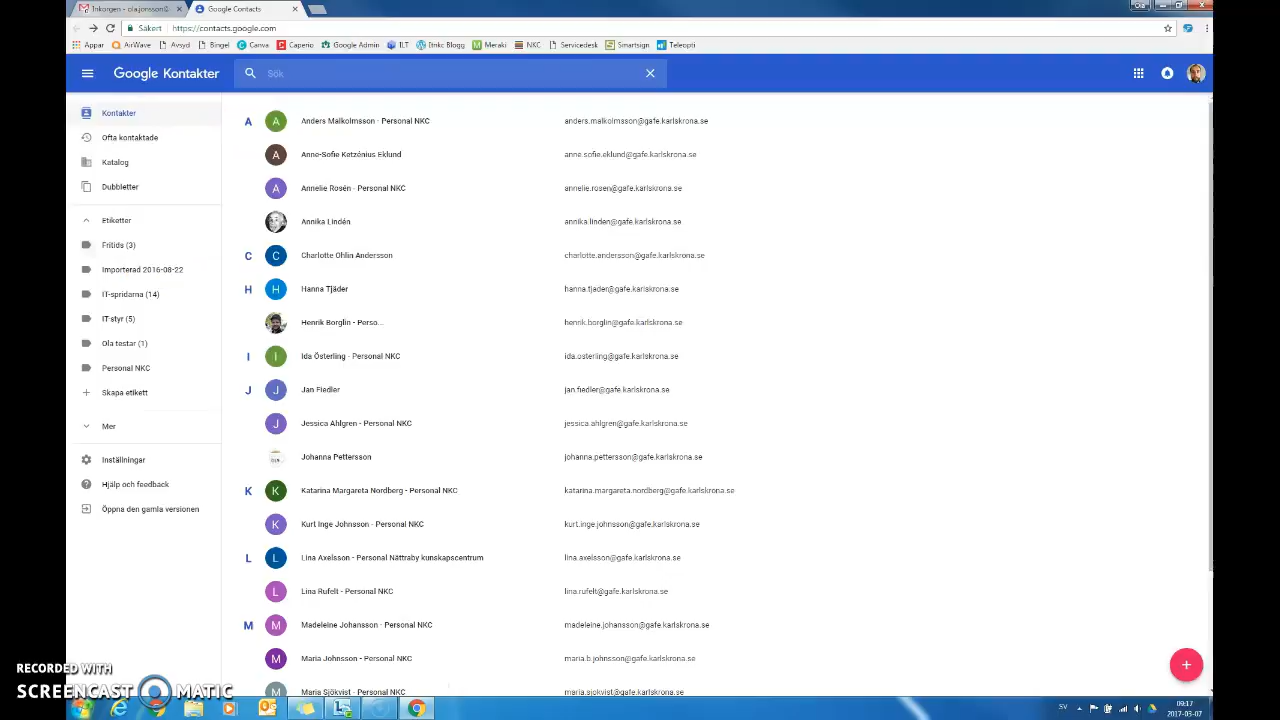 Inkorgen - ola.jonsson@
Google Contacts
Ola
Säkert
https://contacts.google.com
Appar
AirWave
Avsyd
Bingel
Canva
Caperio
Google Admin
ILT
Itnkc Blogg
Meraki
NKC
Servicedesk
Smartsign
Teleopti
Google Kontakter
Sök
Kontakter
Ofta kontaktade
Katalog
Dubbletter
Etiketter
Fritids (3)
Importerad 2016-08-22
IT-spridarna (14)
IT-styr (5)
Ola testar (1)
Personal NKC
Skapa etikett
Mer
Inställningar
Hjälp och feedback
Öppna den gamla versionen
A A Anders Malkolmsson - Personal NKC anders.malkolmsson@gafe.karlskrona.se
A Anne-Sofie Ketzénius Eklund anne.sofie.eklund@gafe.karlskrona.se
A Annelie Rosén - Personal NKC annelie.rosen@gafe.karlskrona.se
Annika Lindén annika.linden@gafe.karlskrona.se
C C Charlotte Ohlin Andersson charlotte.andersson@gafe.karlskrona.se
H H Hanna Tjäder hanna.tjader@gafe.karlskrona.se
Henrik Borglin - Perso... henrik.borglin@gafe.karlskrona.se
I I Ida Österling - Personal NKC ida.osterling@gafe.karlskrona.se
J J Jan Fiedler jan.fiedler@gafe.karlskrona.se
J Jessica Ahlgren - Personal NKC jessica.ahlgren@gafe.karlskrona.se
Johanna Pettersson johanna.pettersson@gafe.karlskrona.se
K K Katarina Margareta Nordberg - Personal NKC katarina.margareta.nordberg@gafe.karlskrona.se
K Kurt Inge Johnsson - Personal NKC kurt.inge.johnsson@gafe.karlskrona.se
L L Lina Axelsson - Personal Nättraby kunskapscentrum lina.axelsson@gafe.karlskrona.se
L Lina Rufelt - Personal NKC lina.rufelt@gafe.karlskrona.se
M M Madeleine Johansson - Personal NKC madeleine.johansson@gafe.karlskrona.se
M Maria Johnsson - Personal NKC maria.b.johnsson@gafe.karlskrona.se
M Maria Sjökvist - Personal NKC maria.sjokvist@gafe.karlskrona.se
RECORDED WITH
SCREENCAST MATIC
SV
09:17
2017-03-07